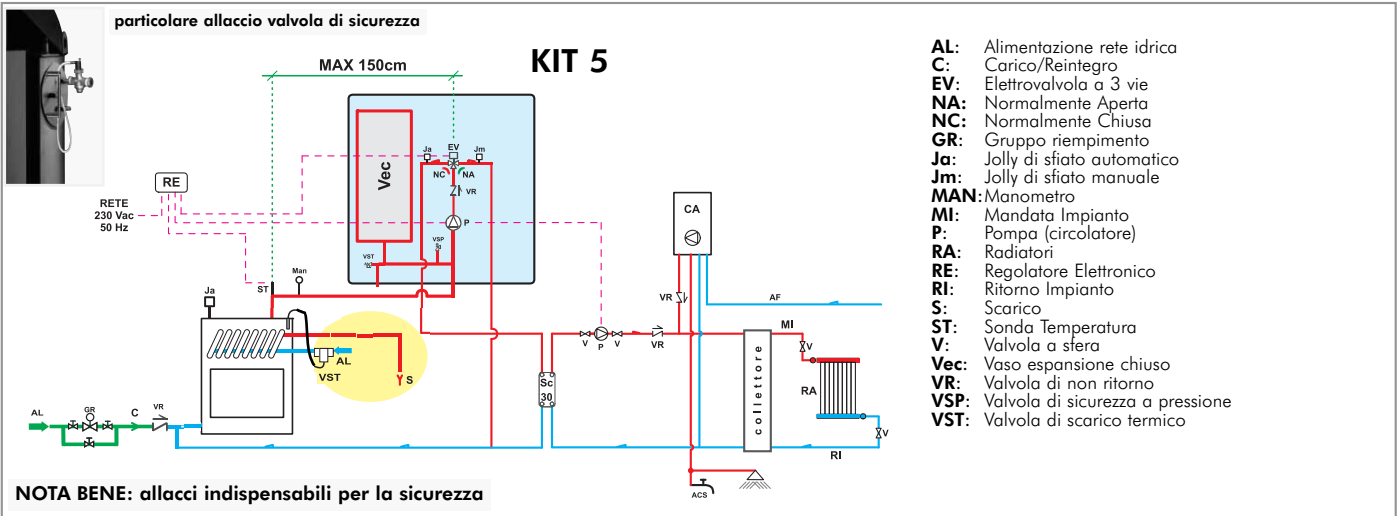 particolare allaccio valvola di sicurezza
KIT 5
MAX 150cm
Vec
Ja
EV
Jm
NC
NA
VR
P
VSP
VST
RE
RETE
230 Vac
50 Hz
ST
Man
Ja
AL
VST
S
AL
GR
C
VR
Sc
30
V
P
V
VR
VR
CA
AF
MI
V
RA
V
RI
collettore
ACS
NOTA BENE: allacci indispensabili per la sicurezza
AL: Alimentazione rete idrica
C: Carico/Reintegro
EV: Elettrovalvola a 3 vie
NA: Normalmente Aperta
NC: Normalmente Chiusa
GR: Gruppo riempimento
Ja: Jolly di sfiato automatico
Jm: Jolly di sfiato manuale
MAN: Manometro
MI: Mandata Impianto
P: Pompa (circolatore)
RA: Radiatori
RE: Regolatore Elettronico
RI: Ritorno Impianto
S: Scarico
ST: Sonda Temperatura
V: Valvola a sfera
Vec: Vaso espansione chiuso
VR: Valvola di non ritorno
VSP: Valvola di sicurezza a pressione
VST: Valvola di scarico termico